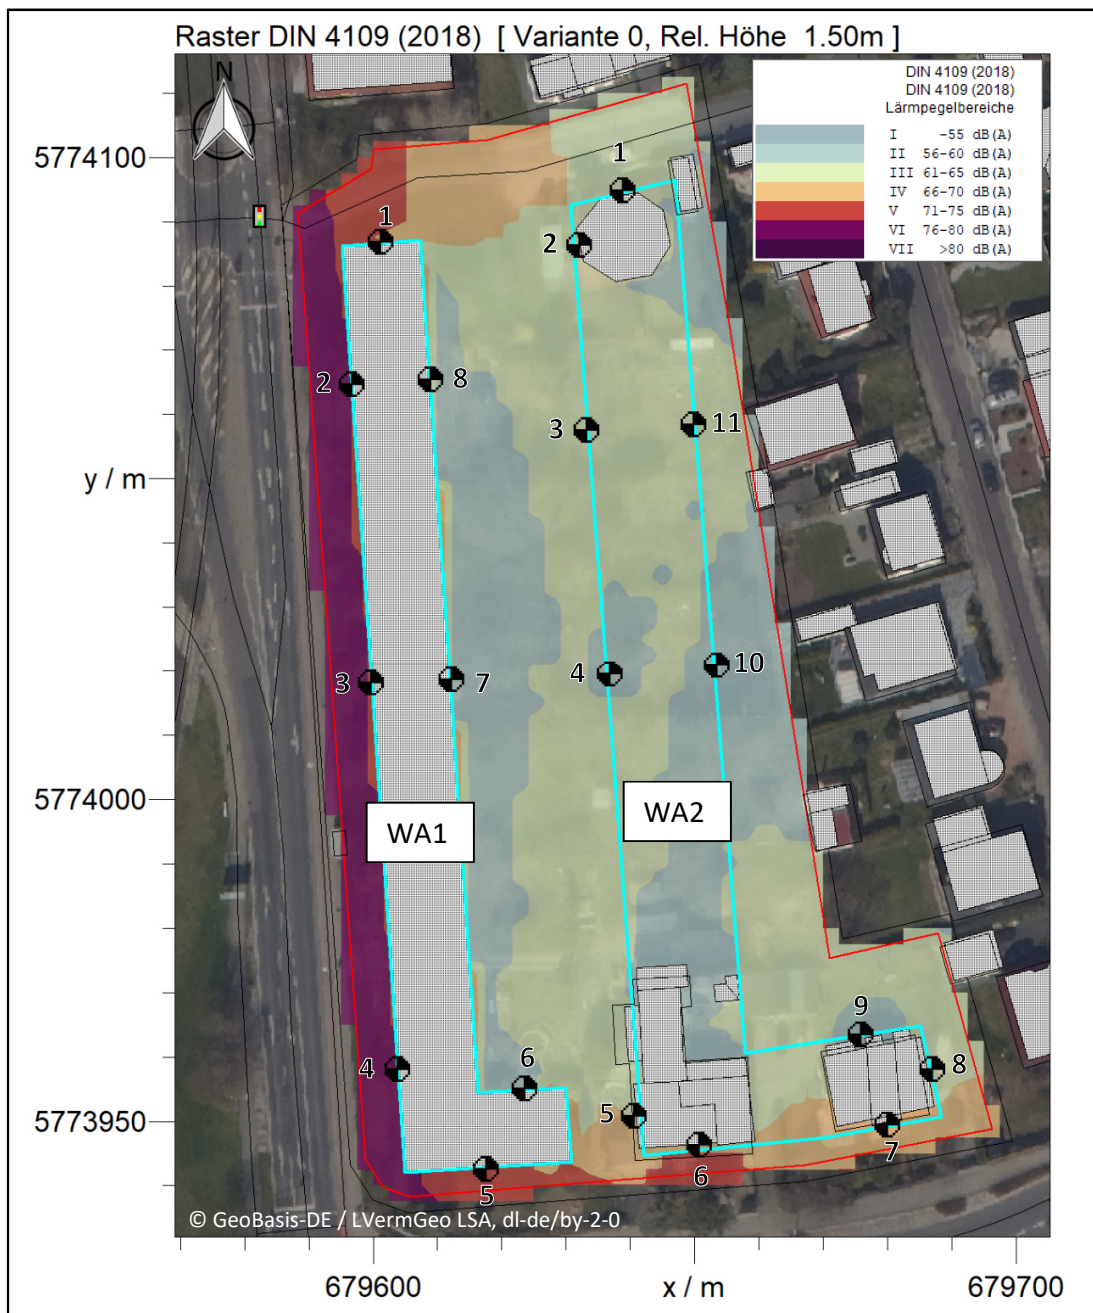 Raster DIN 4109 (2018) [ Variante 0, Rel. Höhe 1.50m ]
N
DIN 4109 (2018)
DIN 4109 (2018)
Lärmpegelbereiche
I -55 dB(A)
II 56-60 dB(A)
III 61-65 dB(A)
IV 66-70 dB(A)
V 71-75 dB(A)
VI 76-80 dB(A)
VII >80 dB(A)
5774100
1
1
2
2
8
3
11
y / m
3
7
4
10
5774000
WA1
WA2
9
4
6
8
5
5773950
7
6
5
© GeoBasis-DE / LVermGeo LSA, dl-de/by-2-0
679600
x / m
679700